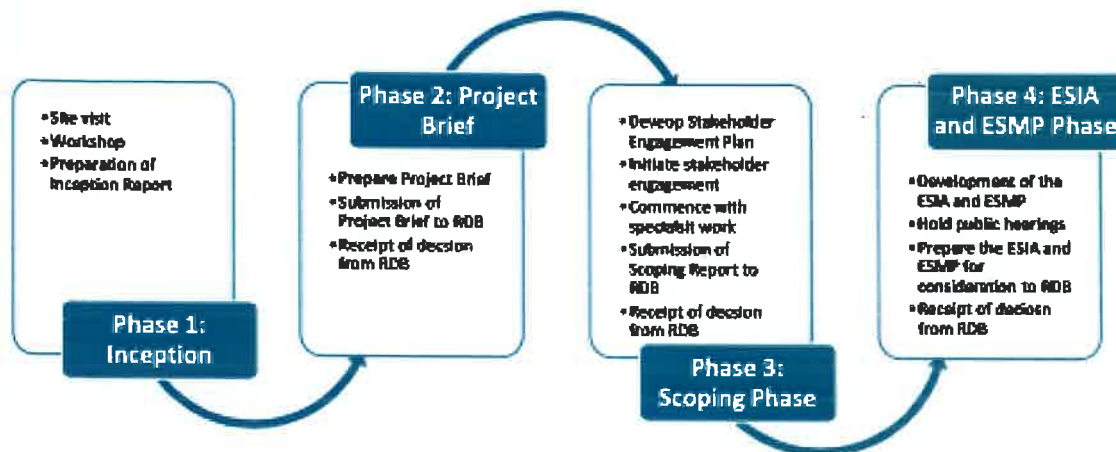 Phase 1:
Inception
•Site visit
•Workshop
•Preparation of
Inception Report
Phase 2: Project
Brief
•Prepare Project Brief
•Submission of
Project Brief to RDB
•Receipt of decision
from RDB
Phase 3:
Scoping Phase
•Develop Stakeholder
Engagement Plan
•Initiate stakeholder
engagement
•Commence with
specialsit work
•Submission of
Scoping Report to
RDB
•Receipt of decision
from RDB
Phase 4: ESIA
and ESMP Phase
•Development of the
ESIA and ESMP
•Hold public hearings
•Prepare the ESIA and
ESMP for
consideration to RDB
•Receipt of decision
from RDB